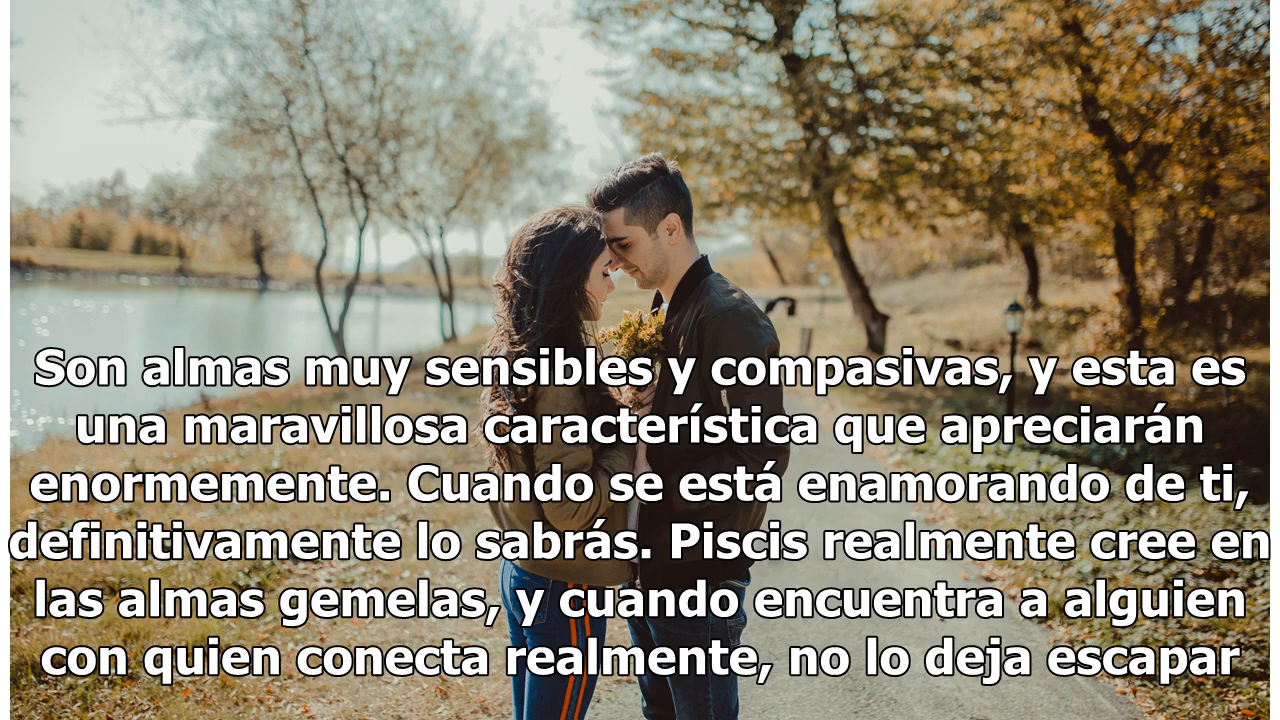 Son almas muy sensibles y compasivas, y esta es
una maravillosa característica que apreciarán
enormemente. Cuando se está enamorando de ti,
definitivamente lo sabrás. Piscis realmente cree en
las almas gemelas, y cuando encuentra a alguien
con quien conecta realmente, no lo deja escapar